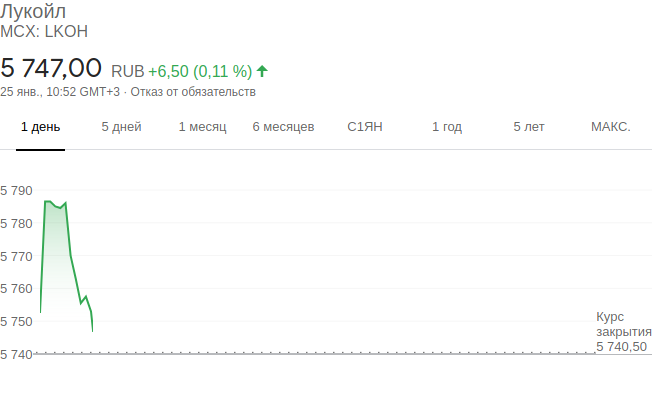 Лукойл
MCX: LKOH
5 747,00 RUB +6,50 (0,11 %)
25 янв., 10:52 GMT+3 · Отказ от обязательств
1 день 5 дней 1 месяц 6 месяцев С1ЯН 1 год 5 лет МАКС.
5 790
5 780
5 770
5 760
5 750
5 740
Курс
закрытия
5 740,50